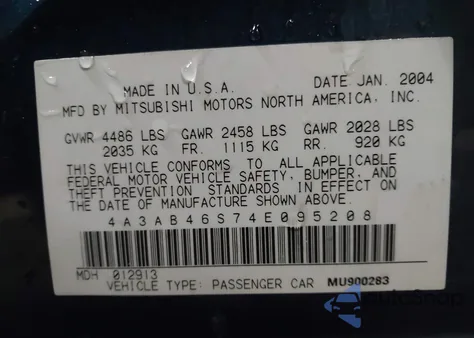 MADE IN U.S.A. DATE JAN. 2004
MFD BY MITSUBISHI MOTORS NORTH AMERICA, INC.
GVWR 4486 LBS GAWR 2458 LBS GAWR 2028 LBS
2035 KG FR. 1115 KG RR. 920 KG
THIS VEHICLE CONFORMS TO ALL APPLICABLE
FEDERAL MOTOR VEHICLE SAFETY, BUMPER, AND
THEFT PREVENTION STANDARDS IN EFFECT ON
THE DATE OF MANUFACTURE SHOWN ABOVE.
4A3AB46S74E095208
MDH 012913
VEHICLE TYPE: PASSENGER CAR MU900283
AutoSnap